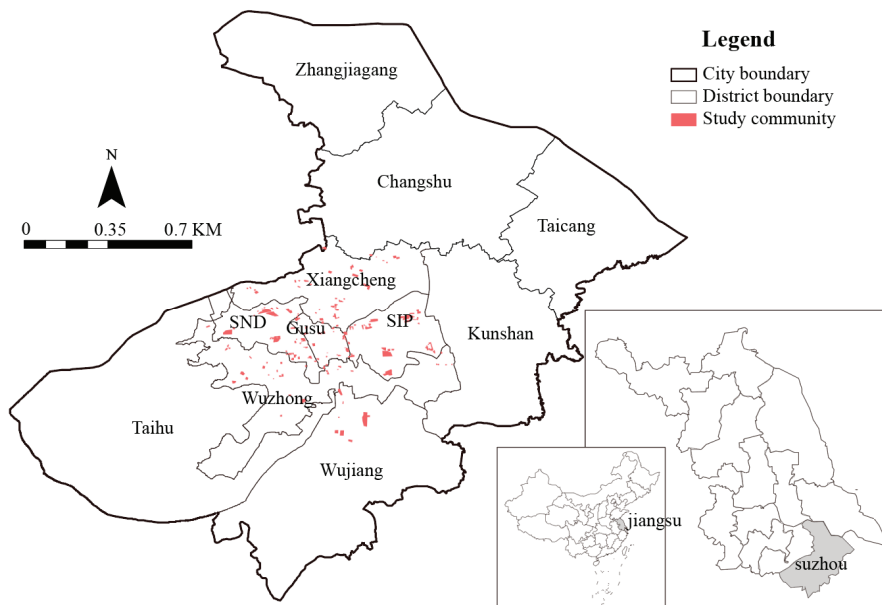 Legend
City boundary
District boundary
Study community
Zhangjiagang
N
Changshu
0 0.35 0.7 KM
Taicang
Xiangcheng
SND
Gusu
SIP
Kunshan
Wuzhong
Taihu
Wujiang
jiangsu
suzhou